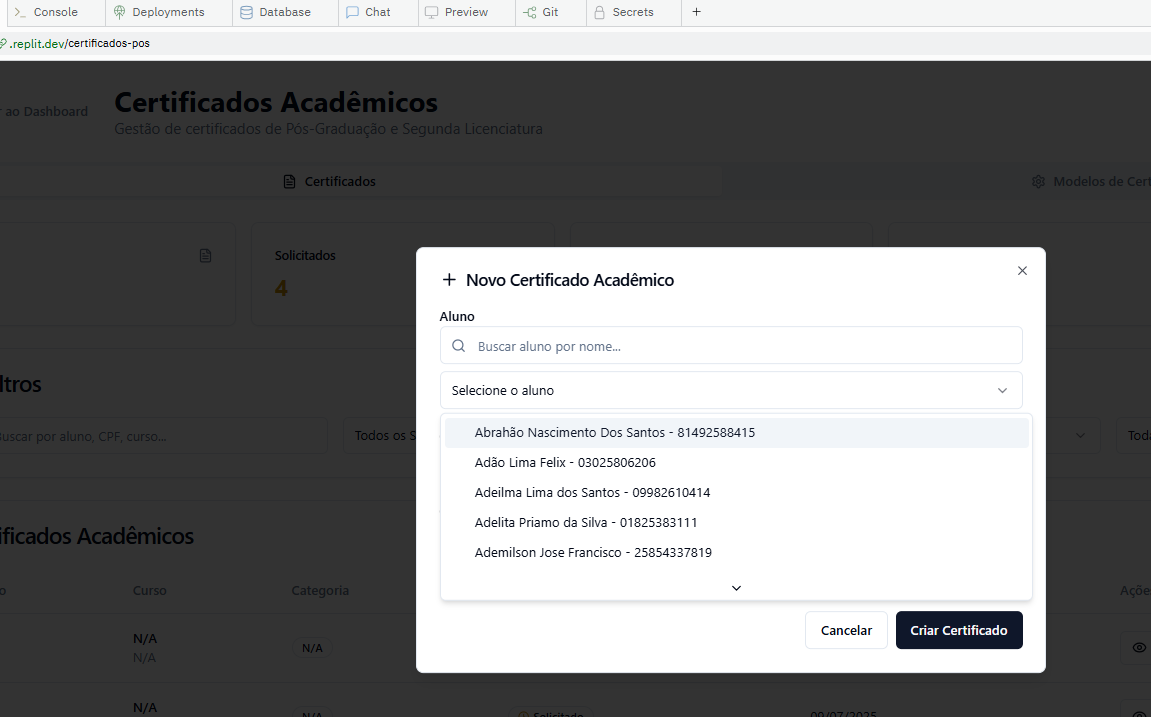 Console Deployments Database Chat Preview Git Secrets +
.replit.dev/certificados-pos
ao Dashboard
Certificados Acadêmicos
Gestão de certificados de Pós-Graduação e Segunda Licenciatura
Certificados
Modelos de Cert
Solicitados
4
Novo Certificado Acadêmico
Aluno
Buscar aluno por nome...
Selecione o aluno
Abrahão Nascimento Dos Santos - 81492588415
Adão Lima Felix - 03025806206
Adeilma Lima dos Santos - 09982610414
Adelita Priamo da Silva - 01825383111
Ademilson Jose Francisco - 25854337819
Cancelar
Criar Certificado
ltros
uscar por aluno, CPF, curso...
Todos os S
Toda
ificados Acadêmicos
o Curso Categoria Açõe
N/A
N/A
N/A
N/A
N/A
Solicitado
09/07/2025